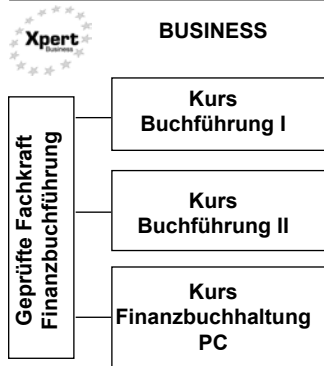 Xpert
Business
BUSINESS
Geprüfte Fachkraft
Finanzbuchführung
Kurs
Buchführung I
Kurs
Buchführung II
Kurs
Finanzbuchhaltung
PC